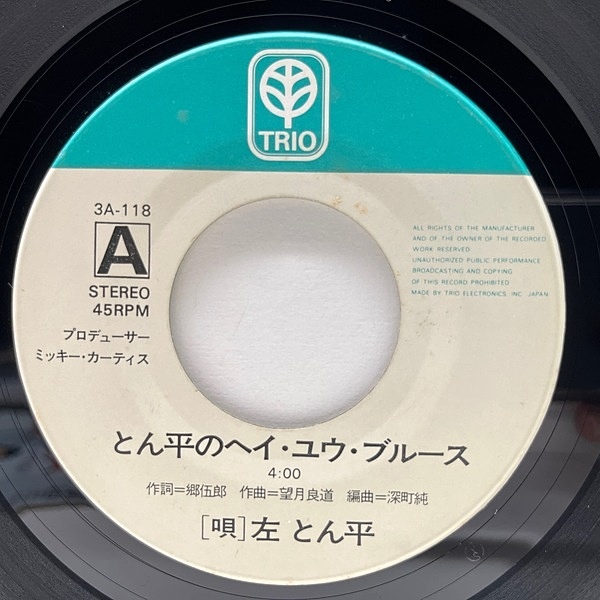 TRIO
3A-118
A
STEREO
45RPM
プロデューサー
ミッキー・カーティス
ALL RIGHTS OF THE MANUFACTURER
AND OF THE OWNER OF THE RECORDED
WORK RESERVED.
UNAUTHORIZED PUBLIC PERFORMANCE
BROADCASTING AND COPYING
OF THIS RECORD PROHIBITED
MADE BY TRIO ELECTRONICS, INC. JAPAN
とん平のヘイ・ユウ・ブルース
4:00
作詞=郷伍郎 作曲=望月良道 編曲=深町純
[唄]左 とん平